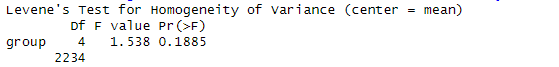 Levene's Test for Homogeneity of Variance (center = mean)
Df F value Pr(>F)
group 4 1.538 0.1885
2234